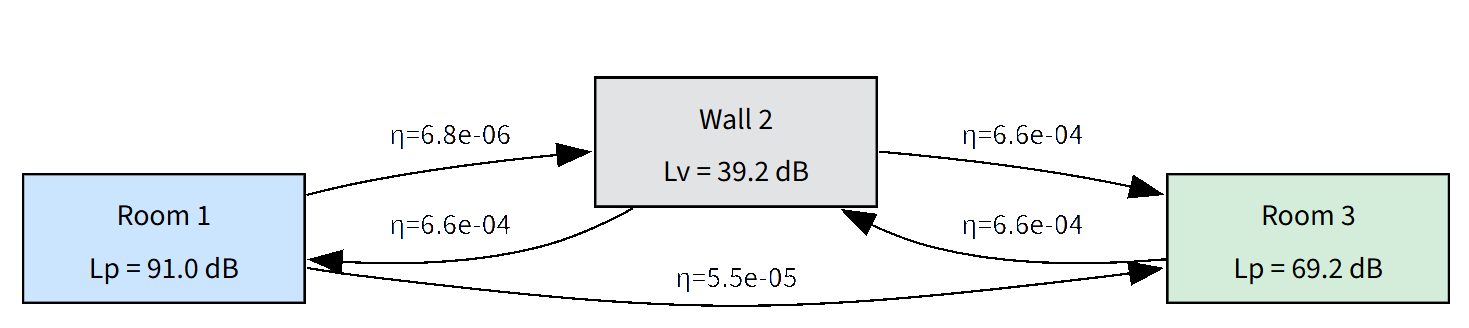 Wall 2
Lv = 39.2 dB
η=6.8e-06
η=6.6e-04
Room 1
Lp = 91.0 dB
Room 3
Lp = 69.2 dB
η=6.6e-04
η=6.6e-04
η=5.5e-05